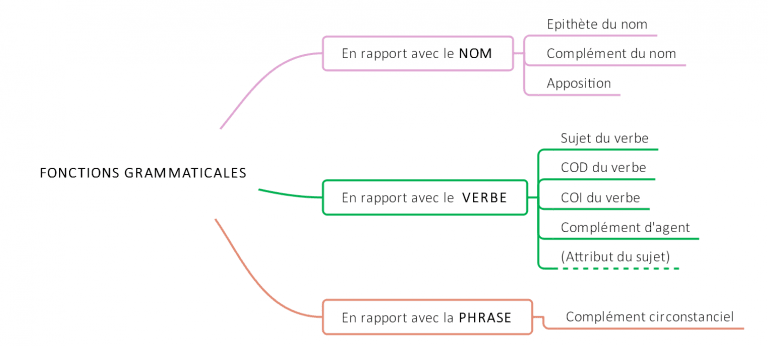 FONCTIONS GRAMMATICALES
En rapport avec le NOM
Epithète du nom
Complément du nom
Apposition
En rapport avec le VERBE
Sujet du verbe
COD du verbe
COI du verbe
Complément d'agent
(Attribut du sujet)
En rapport avec la PHRASE
Complément circonstanciel